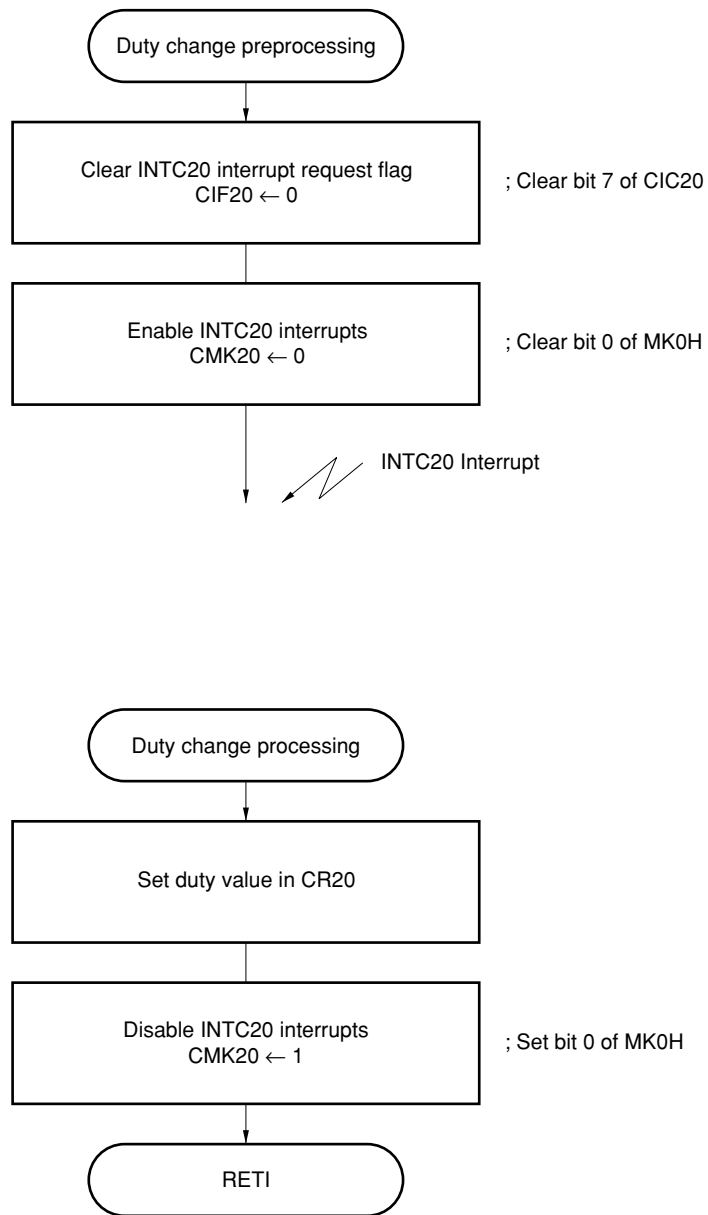 Duty change preprocessing
Clear INTC20 interrupt request flag
CIF20 ← 0
; Clear bit 7 of CIC20
Enable INTC20 interrupts
CMK20 ← 0
; Clear bit 0 of MK0H
INTC20 Interrupt
Duty change processing
Set duty value in CR20
Disable INTC20 interrupts
CMK20 ← 1
; Set bit 0 of MK0H
RETI